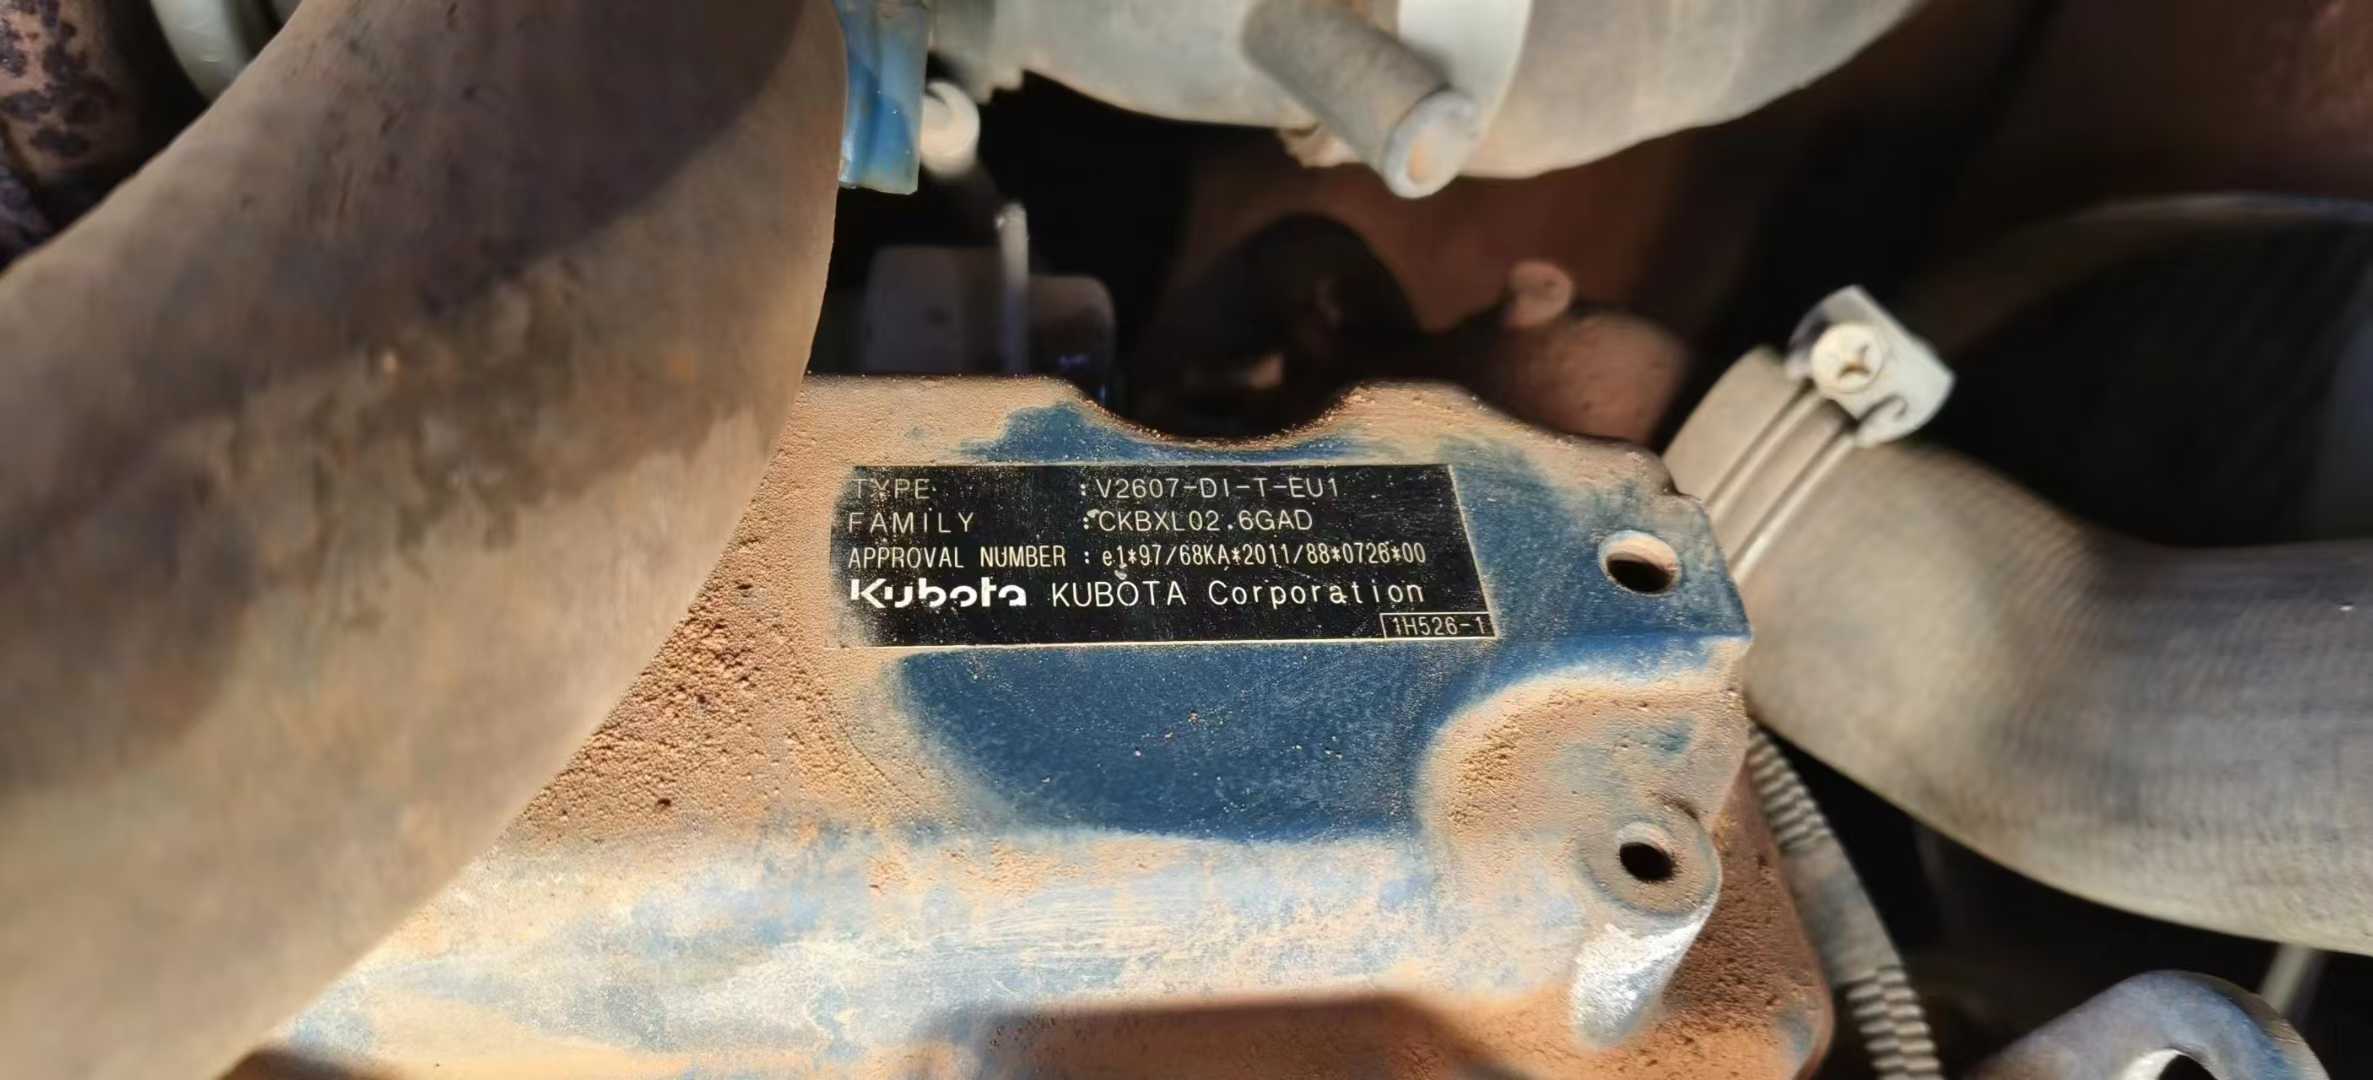 TYPE :V2607-DI-T-EU1
FAMILY :CKBXL02.6GAD
APPROVAL NUMBER : e1*97/68KA*2011/88*0726*00
Kubota KUBOTA Corporation
1H526-1